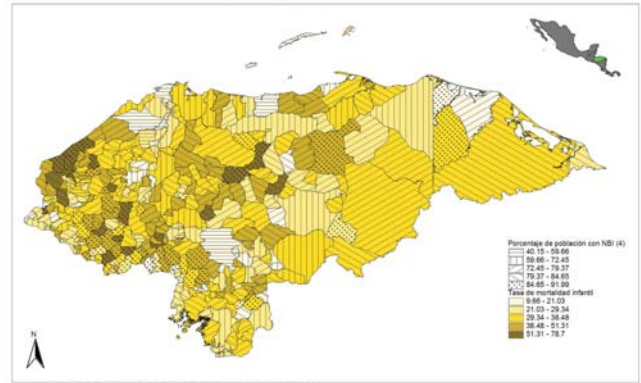 Porcentaje de población con NBI (4)
40.15 - 59.66
59.66 - 72.45
72.45 - 79.37
79.37 - 84.65
84.65 - 91.99
Tasa de mortalidad infantil
9.66 - 21.03
21.03 - 29.34
29.34 - 38.48
38.48 - 51.31
51.31 - 78.7
N